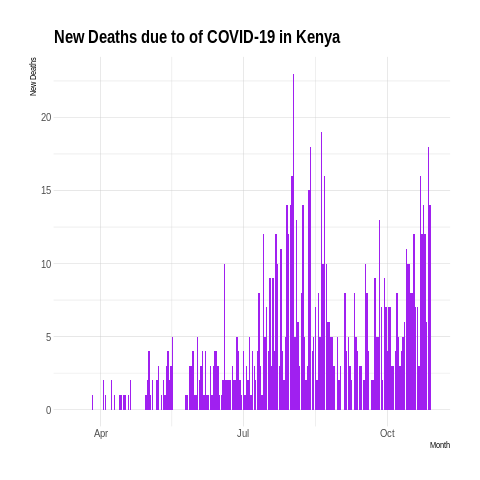 New Deaths due to of COVID-19 in Kenya
New Deaths
20
15
10
5
0
Apr
Jul
Oct
Month